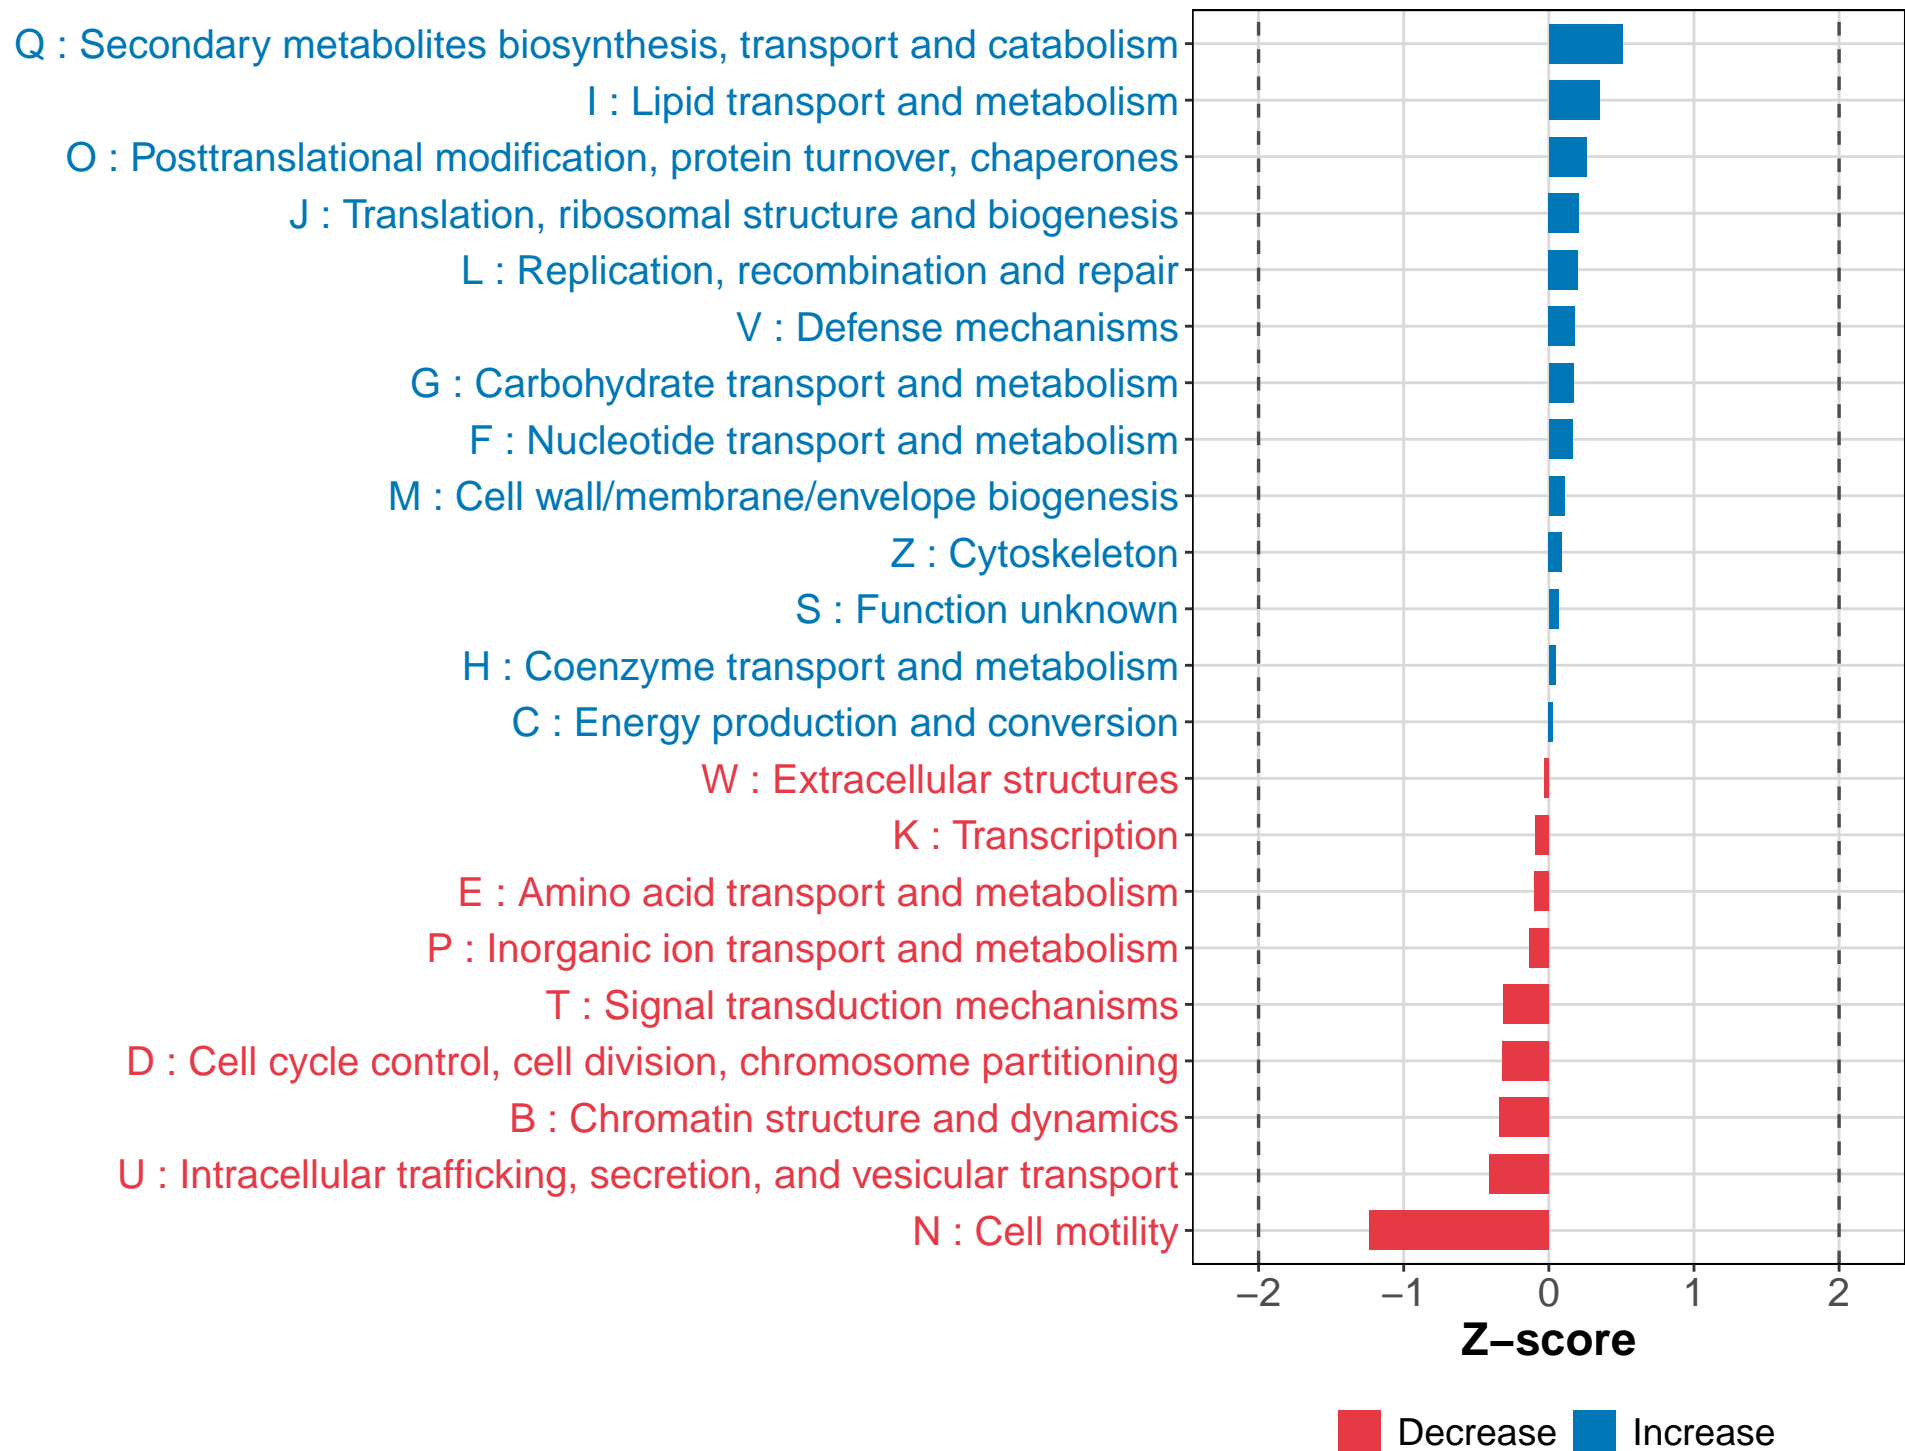 Q : Secondary metabolites biosynthesis, transport and catabolism
I : Lipid transport and metabolism
O : Posttranslational modification, protein turnover, chaperones
J : Translation, ribosomal structure and biogenesis
L : Replication, recombination and repair
V : Defense mechanisms
G : Carbohydrate transport and metabolism
F : Nucleotide transport and metabolism
M : Cell wall/membrane/envelope biogenesis
Z : Cytoskeleton
S : Function unknown
H : Coenzyme transport and metabolism
C : Energy production and conversion
W : Extracellular structures
K : Transcription
E : Amino acid transport and metabolism
P : Inorganic ion transport and metabolism
T : Signal transduction mechanisms
D : Cell cycle control, cell division, chromosome partitioning
B : Chromatin structure and dynamics
U : Intracellular trafficking, secretion, and vesicular transport
N : Cell motility
−2 −1 0 1 2
Z−score
Decrease Increase